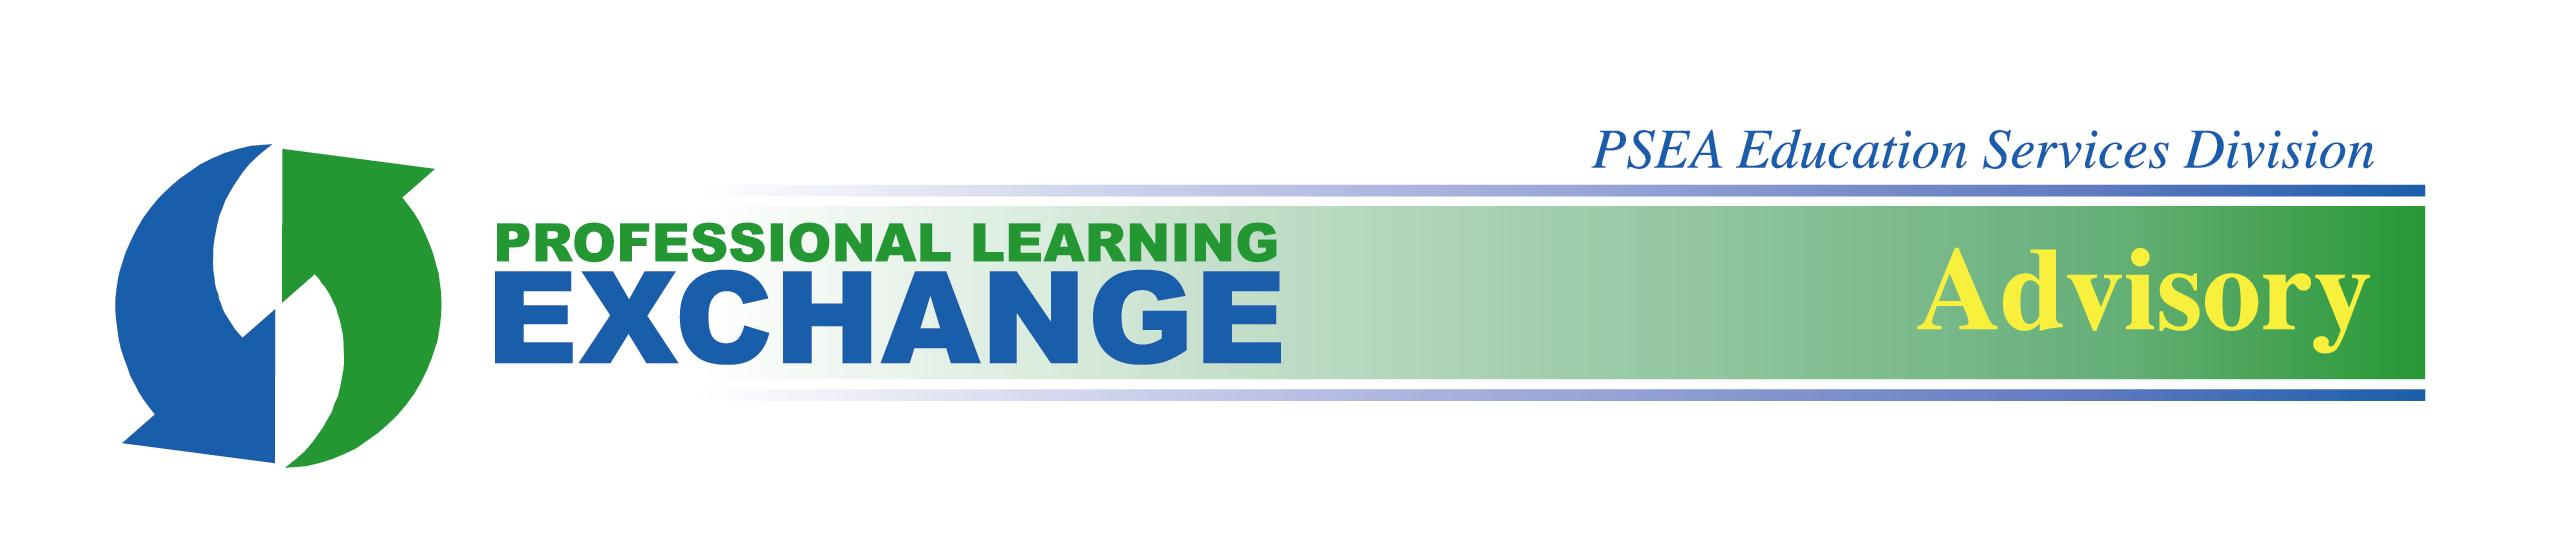 PSEA Education Services Division
PROFESSIONAL LEARNING
EXCHANGE
Advisory